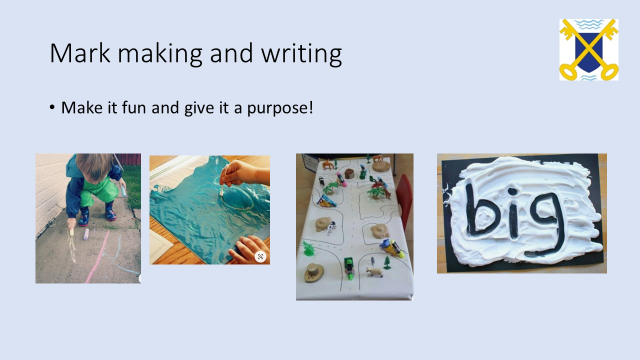 Mark making and writing
• Make it fun and give it a purpose!
big